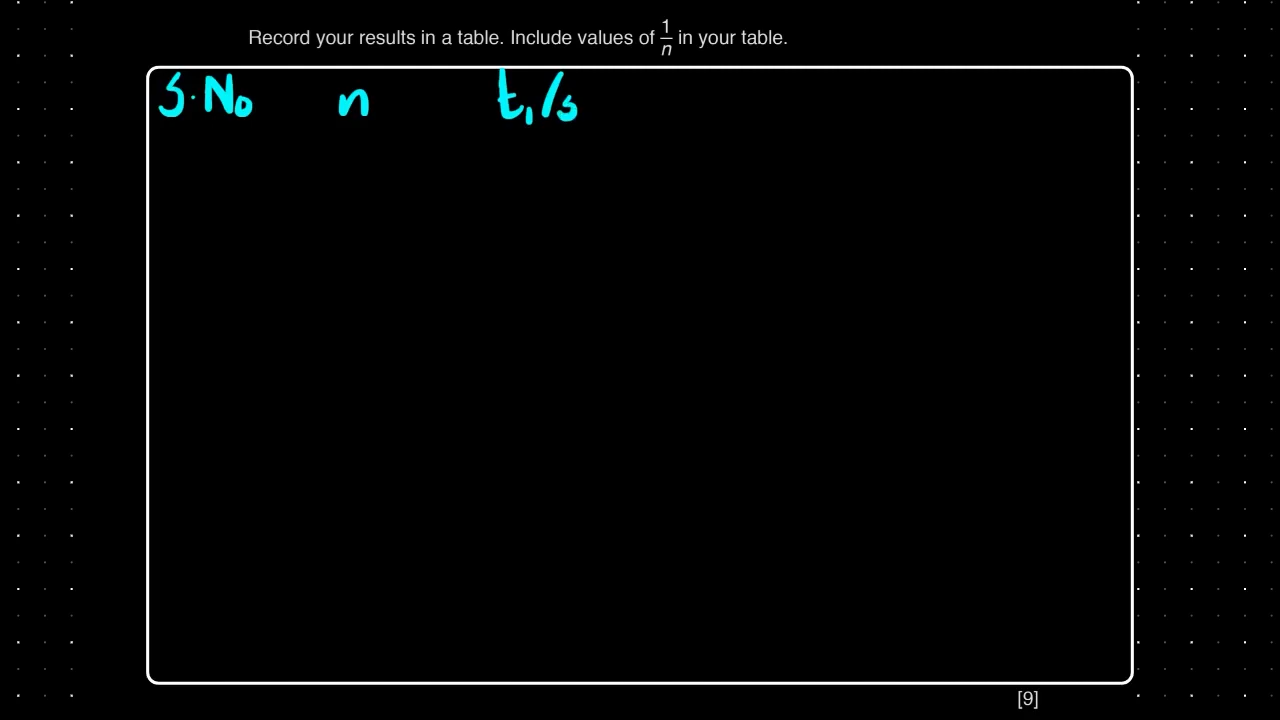 Record your results in a table. Include values of 1/n in your table.
S.No n t₁/s
[9]